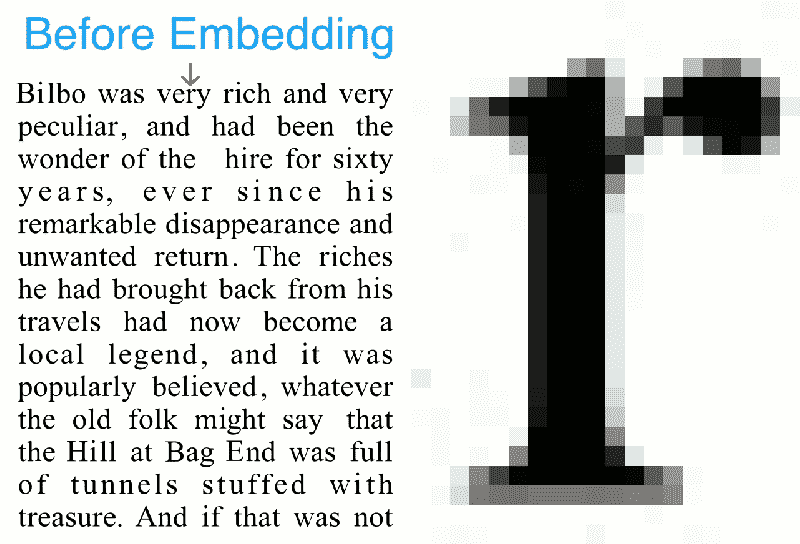 Before Embedding
Bilbo was very rich and very
peculiar, and had been the
wonder of the hire for sixty
years, ever since his
remarkable disappearance and
unwanted return. The riches
he had brought back from his
travels had now become a
local legend, and it was
popularly believed, whatever
the old folk might say that
the Hill at Bag End was full
of tunnels stuffed with
treasure. And if that was not
r